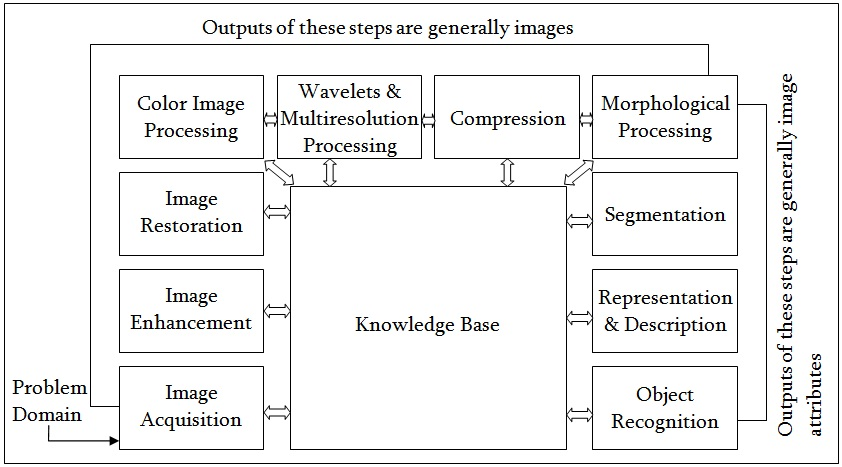 Outputs of these steps are generally images
Color Image
Processing
Wavelets &
Multiresolution
Processing
Compression
Morphological
Processing
Image
Restoration
Segmentation
Image
Enhancement
Knowledge Base
Representation
& Description
Problem
Domain
Image
Acquisition
Object
Recognition
Outputs of these steps are generally image
attributes